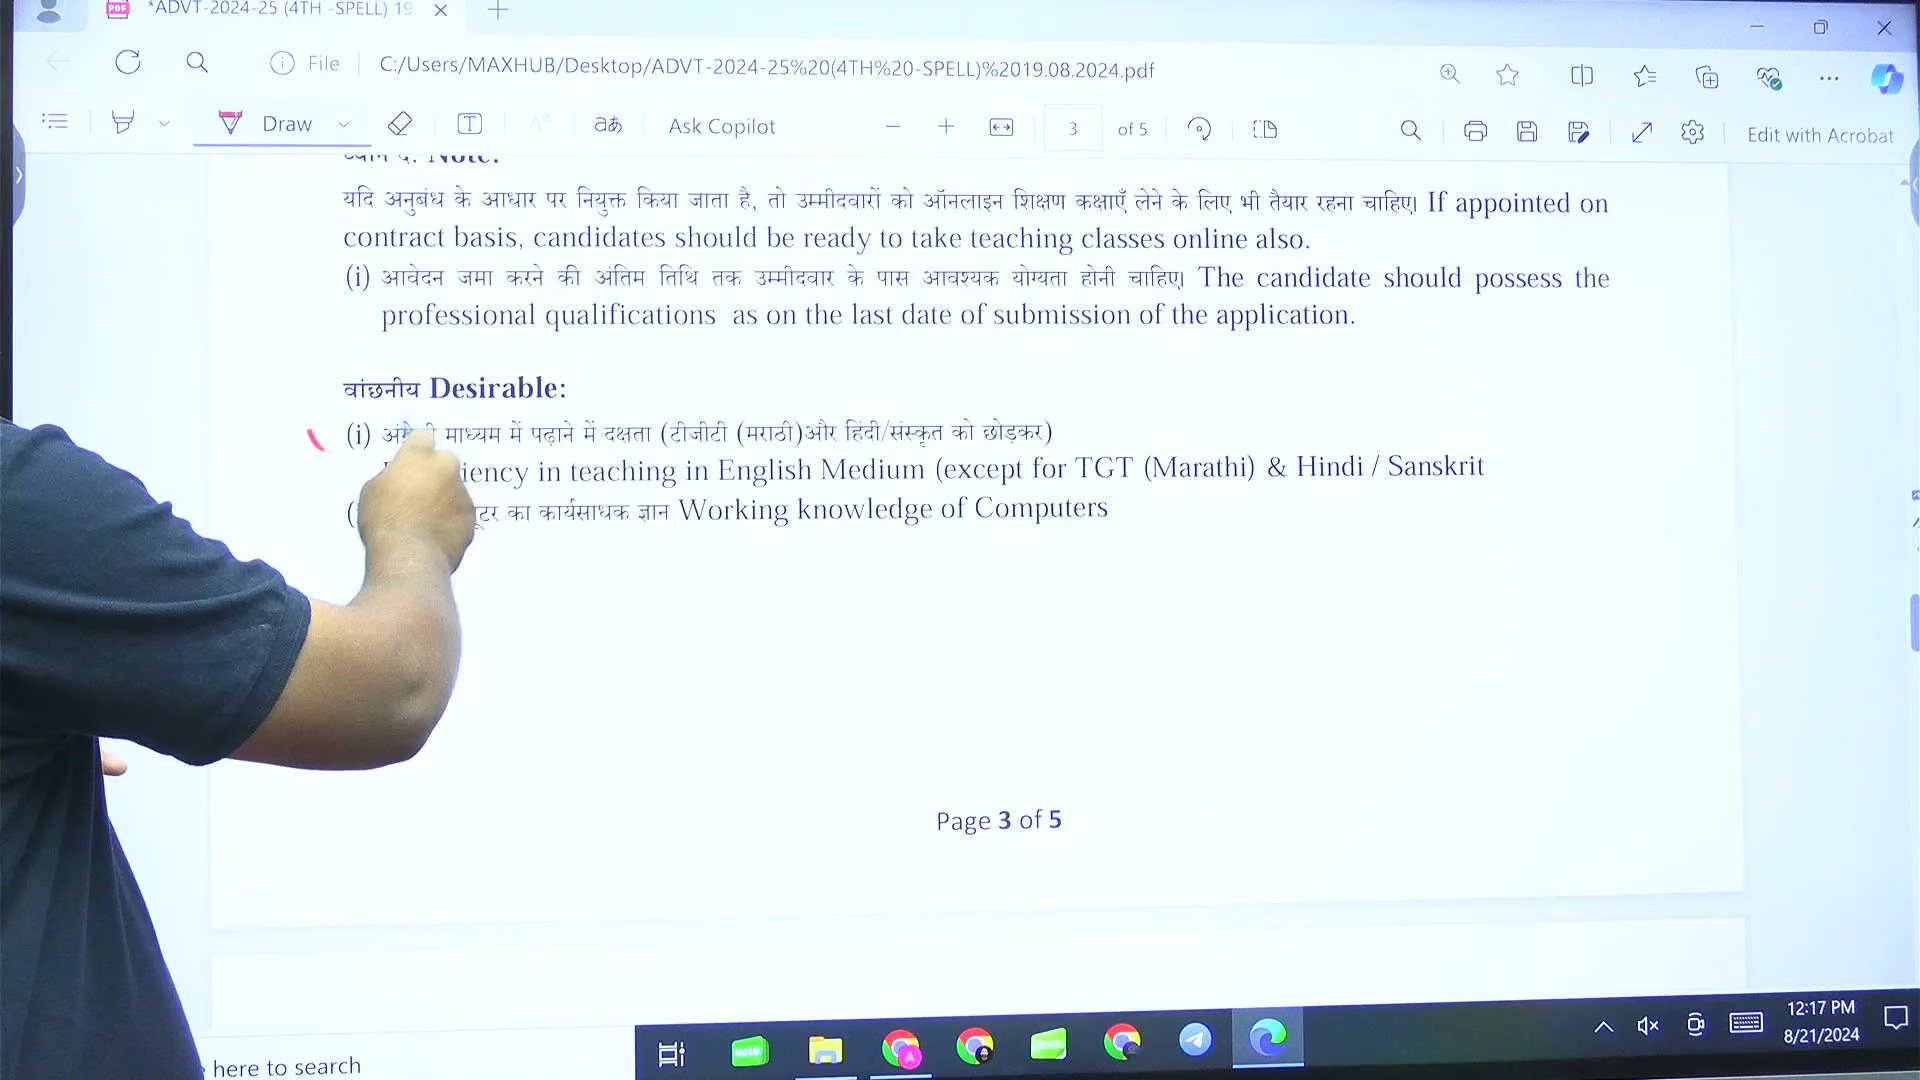 *ADVT-2024-25 (4TH -SPELL) 19
File C:/Users/MAXHUB/Desktop/ADVT-2024-25%20(4TH%20-SPELL)%2019.08.2024.pdf
Draw T aあ Ask Copilot 3 of 5 Edit with Acrobat
Note:
यदि अनुबंध के आधार पर नियुक्त किया जाता है, तो उम्मीदवारों को ऑनलाइन शिक्षण कक्षाएँ लेने के लिए भी तैयार रहना चाहिए। If appointed on
contract basis, candidates should be ready to take teaching classes online also.
(i) आवेदन जमा करने की अंतिम तिथि तक उम्मीदवार के पास आवश्यक योग्यता होनी चाहिए। The candidate should possess the
professional qualifications as on the last date of submission of the application.
वांछनीय Desirable:
(i) माध्यम में पढ़ाने में दक्षता (टीजीटी (मराठी)और हिंदी/संस्कृत को छोड़कर)
iency in teaching in English Medium (except for TGT (Marathi) & Hindi / Sanskrit
का कार्यसाधक ज्ञान Working knowledge of Computers
Page 3 of 5
here to search
Note
A
12:17 PM
8/21/2024